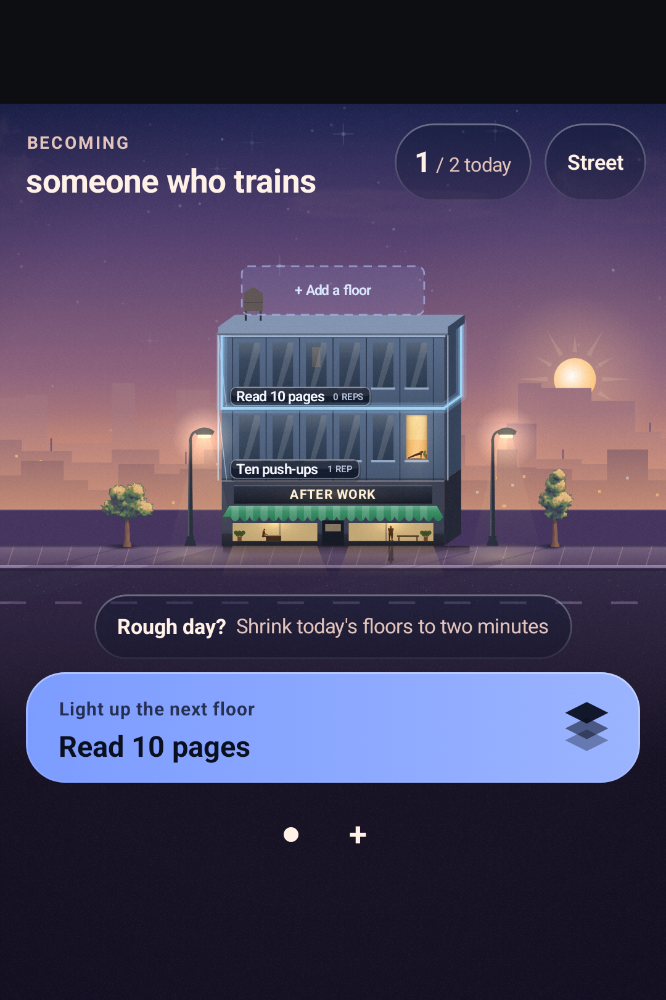 BECOMING
someone who trains
1 / 2 today
Street
+ Add a floor
Read 10 pages 0 REPS
Ten push-ups 1 REP
AFTER WORK
Rough day? Shrink today's floors to two minutes
Light up the next floor
Read 10 pages
+